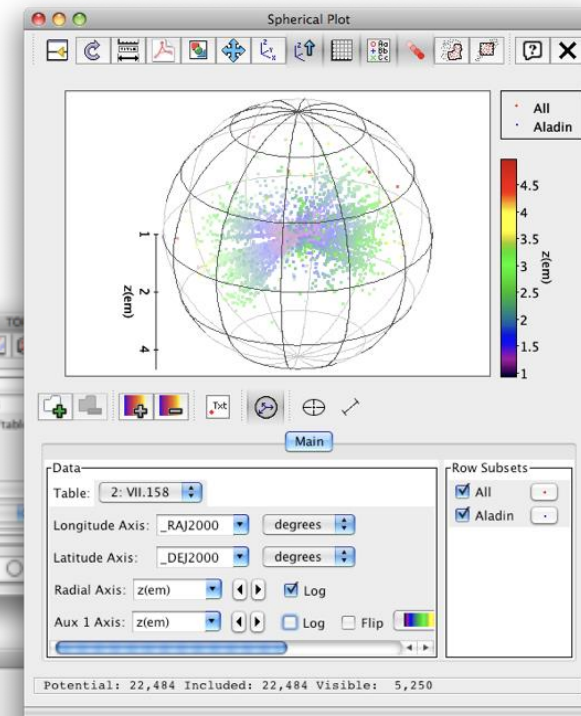 Spherical Plot
All
Aladin
4.5
4
3.5
3
2.5
2
1.5
1
z(em)
1
2
4
z(em)
Txt
Main
Data
Table: 2: VII.158
Longitude Axis: _RAJ2000 degrees
Latitude Axis: _DEJ2000 degrees
Radial Axis: z(em) Log
Aux 1 Axis: z(em) Log Flip
Row Subsets
All
Aladin
Potential: 22,484 Included: 22,484 Visible: 5,250